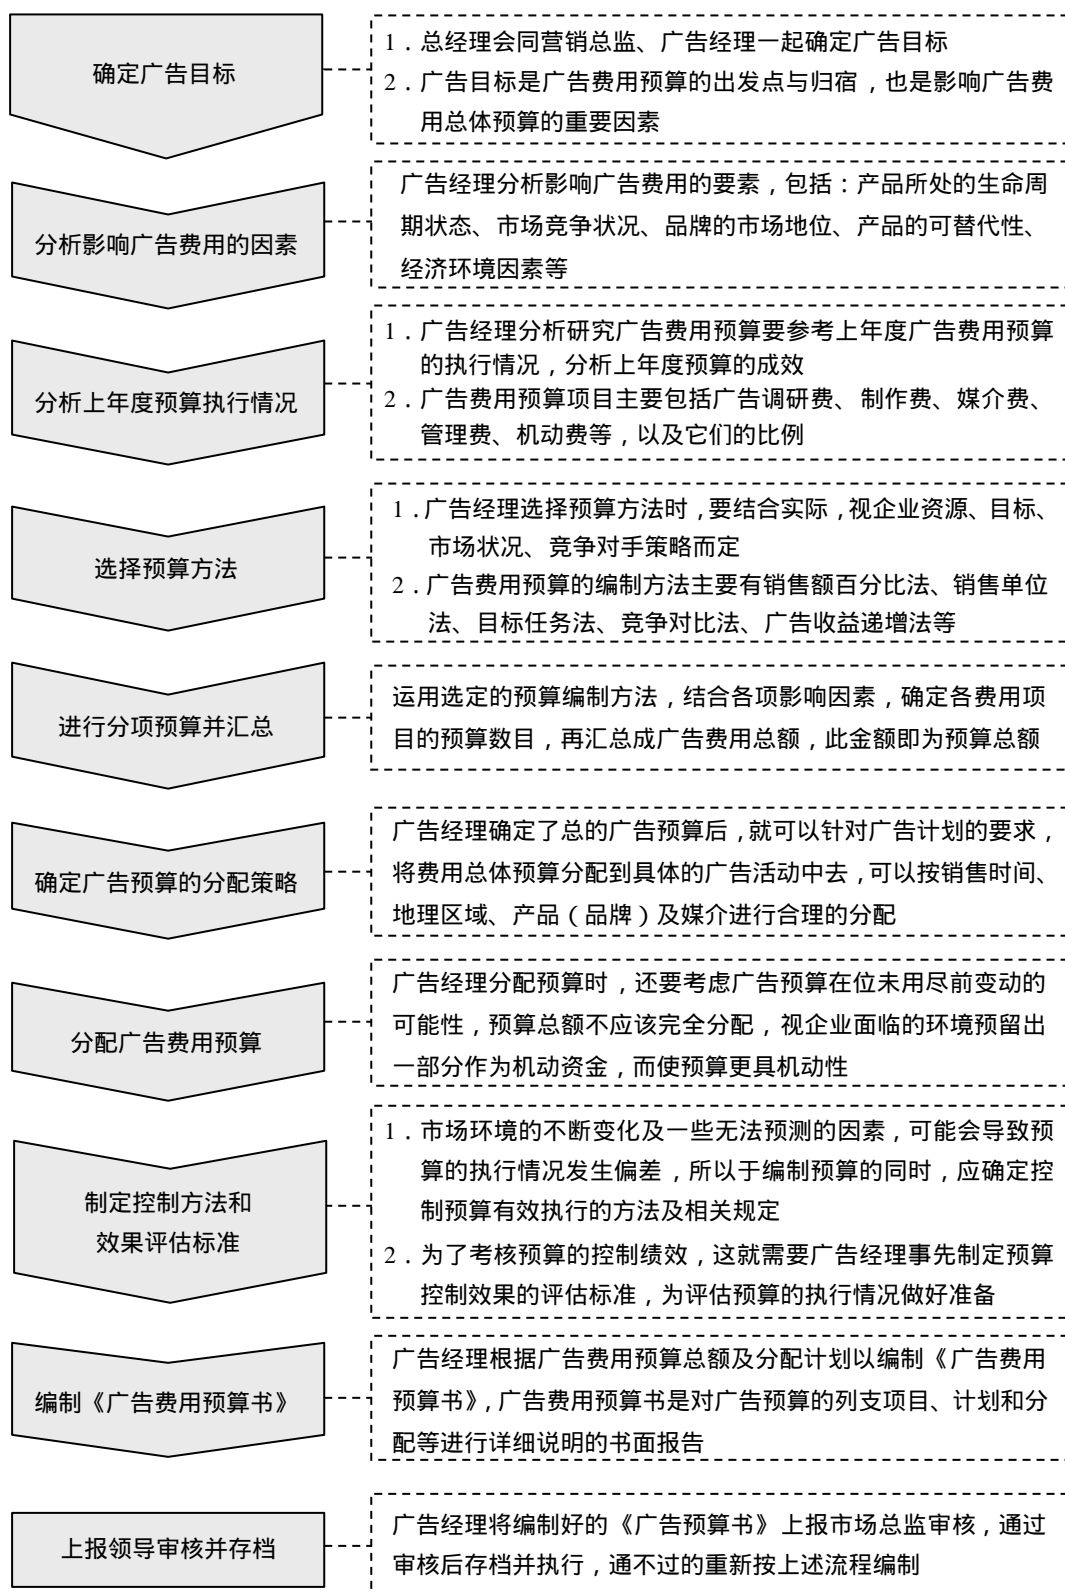 确定广告目标
1．总经理会同营销总监、广告经理一起确定广告目标
2．广告目标是广告费用预算的出发点与归宿，也是影响广告费
用总体预算的重要因素
分析影响广告费用的因素
广告经理分析影响广告费用的要素，包括：产品所处的生命周
期状态、市场竞争状况、品牌的市场地位、产品的可替代性、
经济环境因素等
分析上年度预算执行情况
1．广告经理分析研究广告费用预算要参考上年度广告费用预算
的执行情况，分析上年度预算的成效
2．广告费用预算项目主要包括广告调研费、制作费、媒介费、
管理费、机动费等，以及它们的比例
选择预算方法
1．广告经理选择预算方法时，要结合实际，视企业资源、目标、
市场状况、竞争对手策略而定
2．广告费用预算的编制方法主要有销售额百分比法、销售单位
法、目标任务法、竞争对比法、广告收益递增法等
进行分项预算并汇总
运用选定的预算编制方法，结合各项影响因素，确定各费用项
目的预算数目，再汇总成广告费用总额，此金额即为预算总额
确定广告预算的分配策略
广告经理确定了总的广告预算后，就可以针对广告计划的要求，
将费用总体预算分配到具体的广告活动中去，可以按销售时间、
地理区域、产品（品牌）及媒介进行合理的分配
分配广告费用预算
广告经理分配预算时，还要考虑广告预算在位未用尽前变动的
可能性，预算总额不应该完全分配，视企业面临的环境预留出
一部分作为机动资金，而使预算更具机动性
制定控制方法和
效果评估标准
1．市场环境的不断变化及一些无法预测的因素，可能会导致预
算的执行情况发生偏差，所以于编制预算的同时，应确定控
制预算有效执行的方法及相关规定
2．为了考核预算的控制绩效，这就需要广告经理事先制定预算
控制效果的评估标准，为评估预算的执行情况做好准备
编制《广告费用预算书》
广告经理根据广告费用预算总额及分配计划以编制《广告费用
预算书》，广告费用预算书是对广告预算的列支项目、计划和分
配等进行详细说明的书面报告
上报领导审核并存档
广告经理将编制好的《广告预算书》上报市场总监审核，通过
审核后存档并执行，通不过的重新按上述流程编制